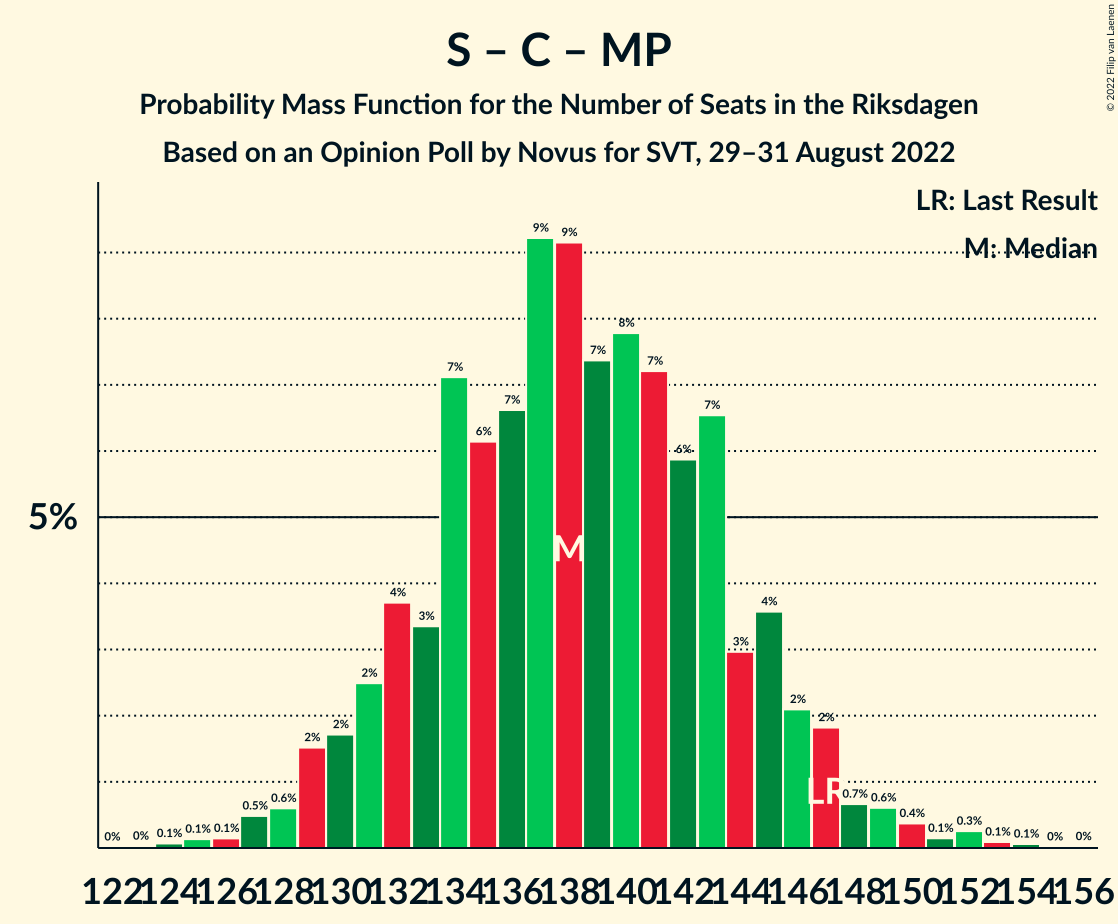 S – C – MP
Probability Mass Function for the Number of Seats in the Riksdagen
Based on an Opinion Poll by Novus for SVT, 29–31 August 2022
© 2022 Filip van Laenen
LR: Last Result
M: Median
5%
0% 0% 0.1% 0.1% 0.1% 0.5% 0.6% 2% 2% 2% 4% 3% 7% 6% 7% 9% 9% 7% 8% 7% 6% 7% 3% 4% 2% 2% 0.7% 0.6% 0.4% 0.1% 0.3% 0.1% 0.1% 0% 0%
M
LR
122 124 126 128 130 132 134 136 138 140 142 144 146 148 150 152 154 156